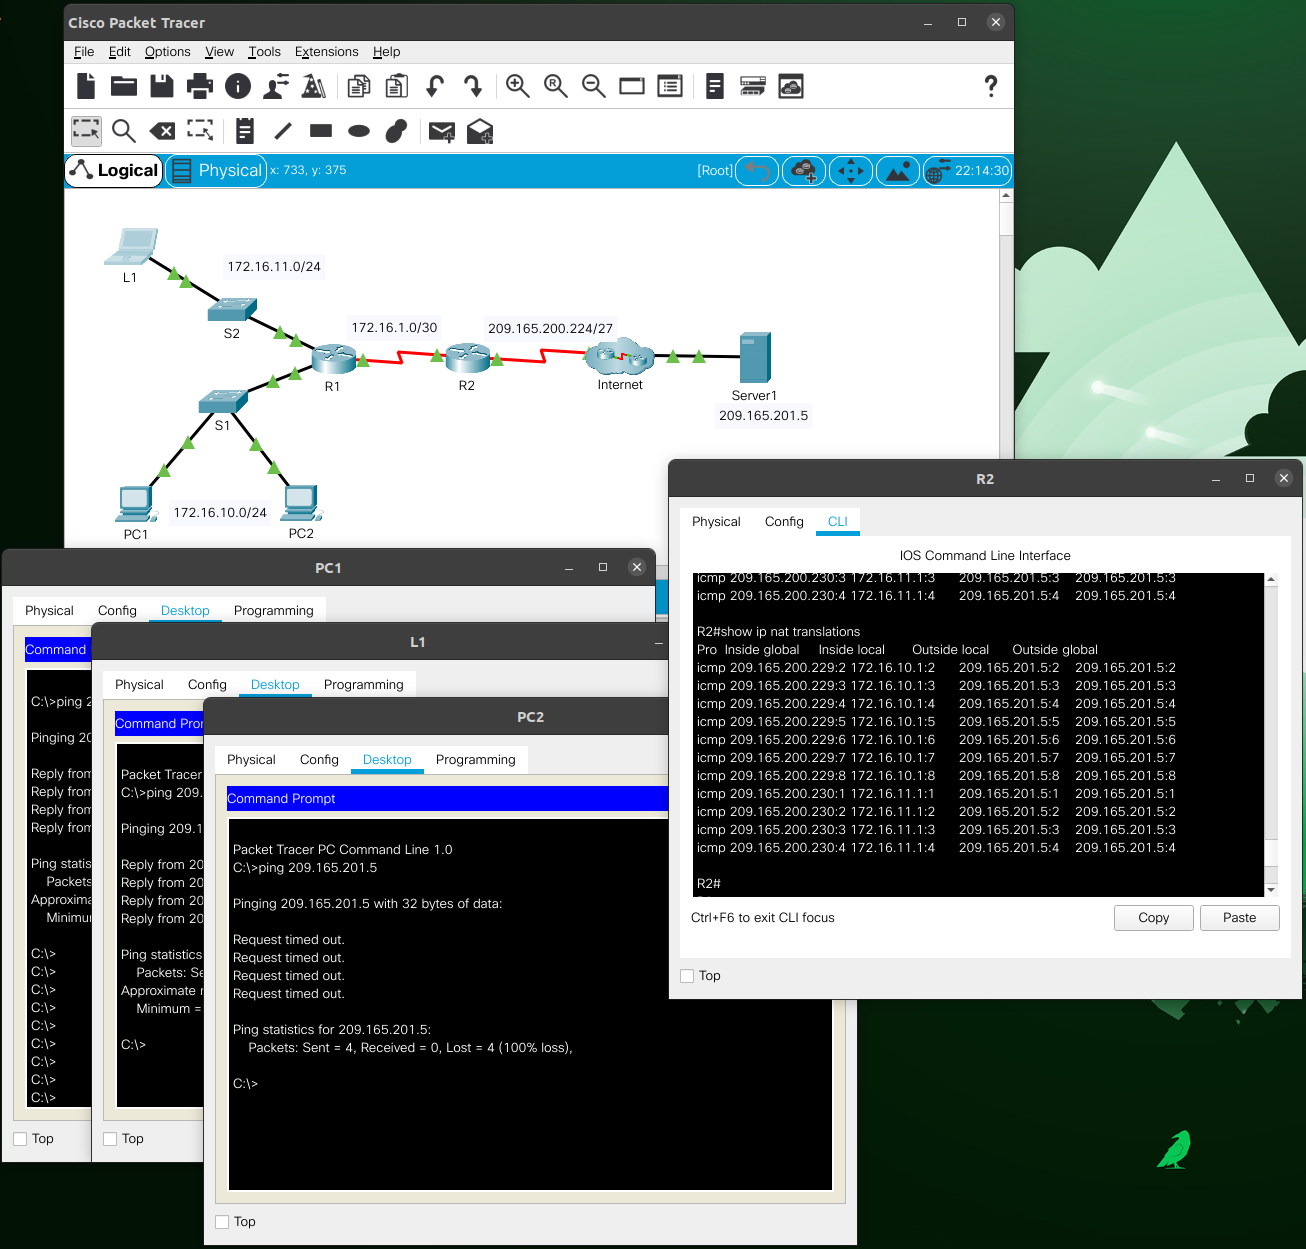 Cisco Packet Tracer
File Edit Options View Tools Extensions Help
Logical Physical x: 733, y: 375 [Root] 22:14:30
L1
172.16.11.0/24
S2
172.16.1.0/30
209.165.200.224/27
R1
R2
Internet
Server1
209.165.201.5
S1
172.16.10.0/24
PC1
PC2
R2
Physical Config CLI
IOS Command Line Interface
icmp 209.165.200.230:3 172.16.11.1:3 209.165.201.5:3 209.165.201.5:3
icmp 209.165.200.230:4 172.16.11.1:4 209.165.201.5:4 209.165.201.5:4
R2#show ip nat translations
Pro Inside global Inside local Outside local Outside global
icmp 209.165.200.229:2 172.16.10.1:2 209.165.201.5:2 209.165.201.5:2
icmp 209.165.200.229:3 172.16.10.1:3 209.165.201.5:3 209.165.201.5:3
icmp 209.165.200.229:4 172.16.10.1:4 209.165.201.5:4 209.165.201.5:4
icmp 209.165.200.229:5 172.16.10.1:5 209.165.201.5:5 209.165.201.5:5
icmp 209.165.200.229:6 172.16.10.1:6 209.165.201.5:6 209.165.201.5:6
icmp 209.165.200.229:7 172.16.10.1:7 209.165.201.5:7 209.165.201.5:7
icmp 209.165.200.229:8 172.16.10.1:8 209.165.201.5:8 209.165.201.5:8
icmp 209.165.200.230:1 172.16.11.1:1 209.165.201.5:1 209.165.201.5:1
icmp 209.165.200.230:2 172.16.11.1:2 209.165.201.5:2 209.165.201.5:2
icmp 209.165.200.230:3 172.16.11.1:3 209.165.201.5:3 209.165.201.5:3
icmp 209.165.200.230:4 172.16.11.1:4 209.165.201.5:4 209.165.201.5:4
R2#
Ctrl+F6 to exit CLI focus Copy Paste
Top
PC1
Physical Config Desktop Programming
Command
C:\>ping 2
Pinging 20
Reply from
Reply from
Reply from
Reply from
Ping statis
Packets
Approxima
Minimu
C:\>
C:\>
C:\>
C:\>
C:\>
C:\>
C:\>
C:\>
C:\>
Top
L1
Physical Config Desktop Programming
Command Pro
Packet Tracer
C:\>ping 209.
Pinging 209.1
Reply from 20
Reply from 20
Reply from 20
Reply from 20
Ping statistics
Packets: Se
Approximate r
Minimum =
C:\>
Top
PC2
Physical Config Desktop Programming
Command Prompt
Packet Tracer PC Command Line 1.0
C:\>ping 209.165.201.5
Pinging 209.165.201.5 with 32 bytes of data:
Request timed out.
Request timed out.
Request timed out.
Request timed out.
Ping statistics for 209.165.201.5:
Packets: Sent = 4, Received = 0, Lost = 4 (100% loss),
C:\>
Top